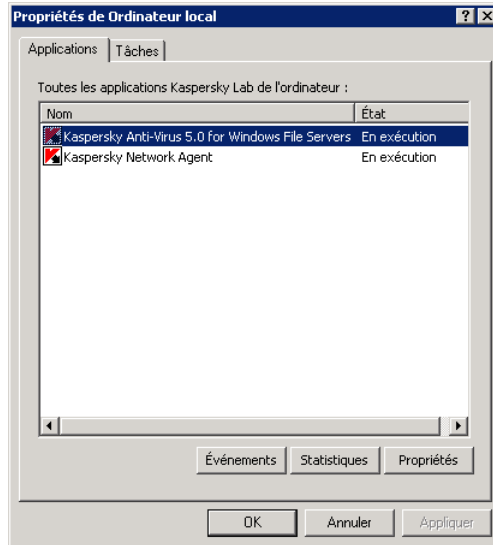 Propriétés de Ordinateur local
Applications
Tâches
Toutes les applications Kaspersky Lab de l'ordinateur :
Nom État
Kaspersky Anti-Virus 5.0 for Windows File Servers En exécution
Kaspersky Network Agent En exécution
Événements Statistiques Propriétés
OK Annuler Appliquer